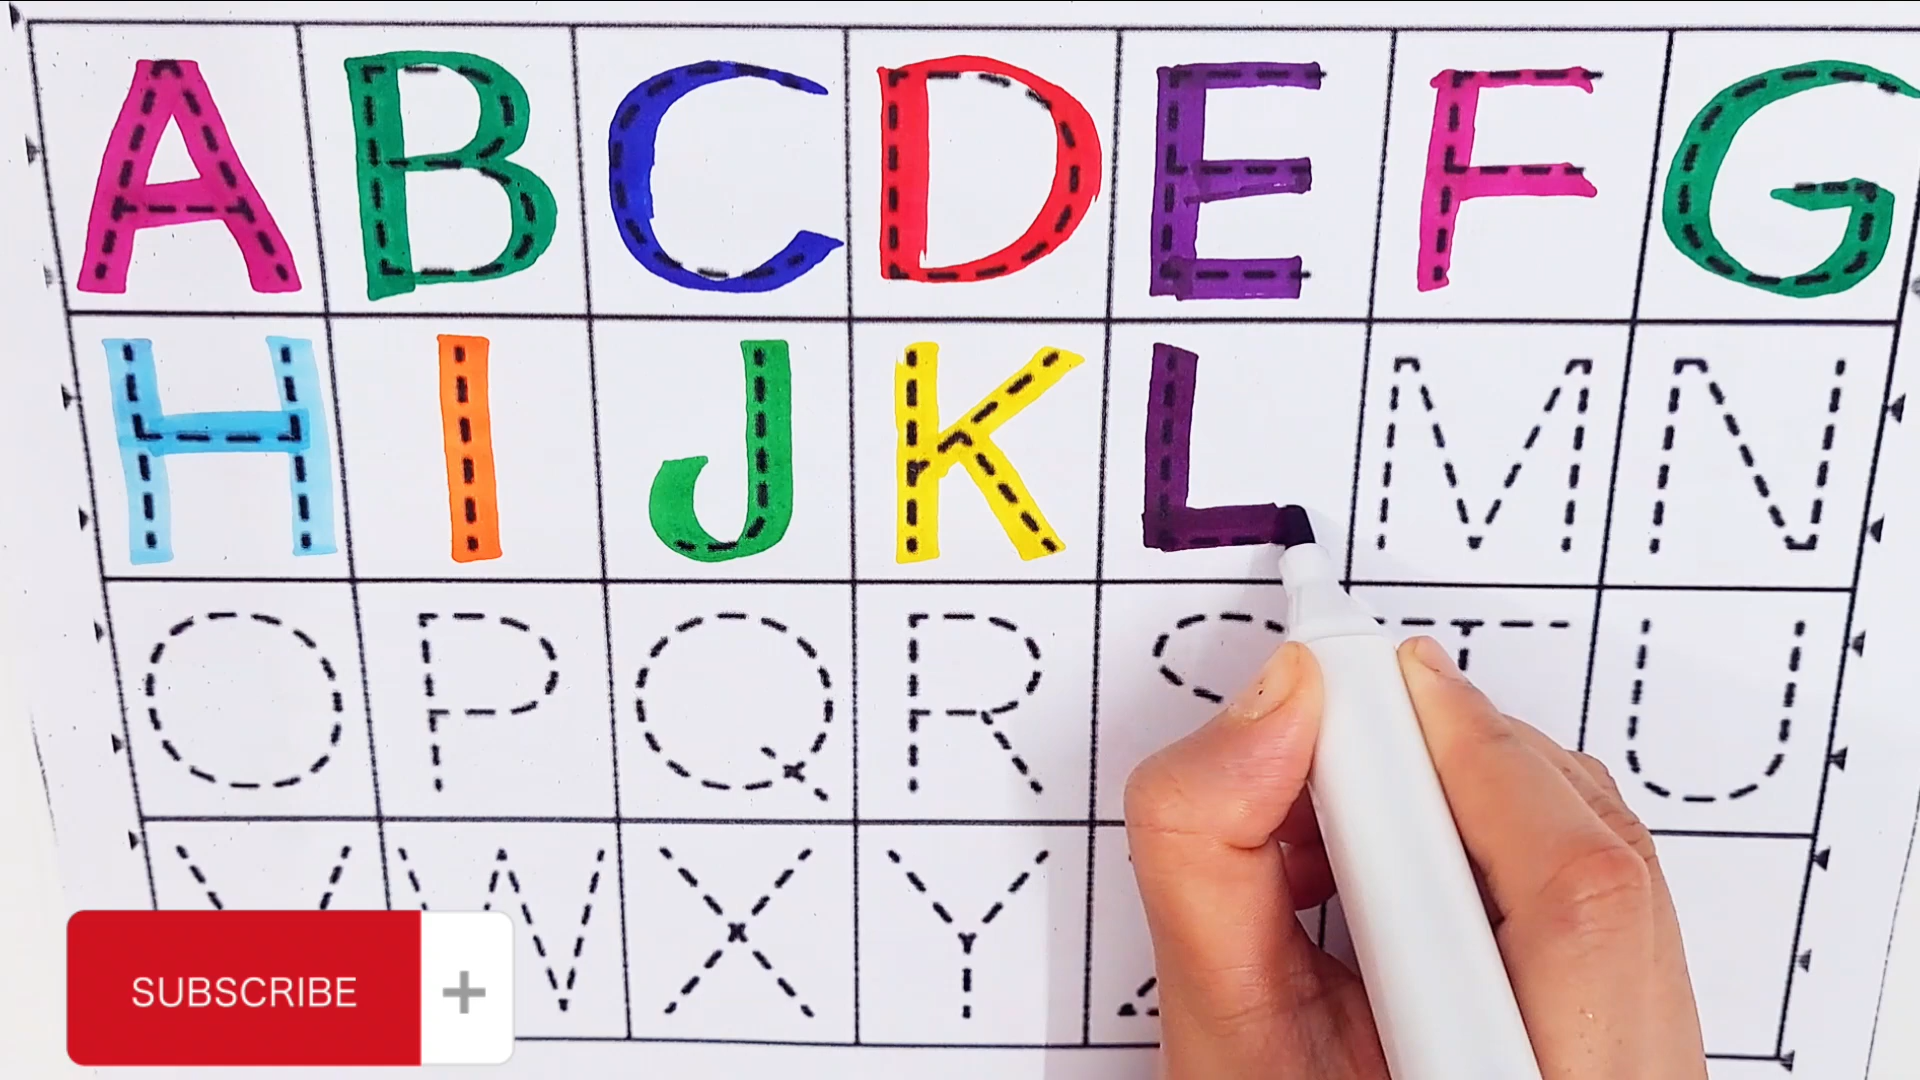 A B C D E F G
H I J K L M N
O P Q R S T U
V W X Y Z
SUBSCRIBE +